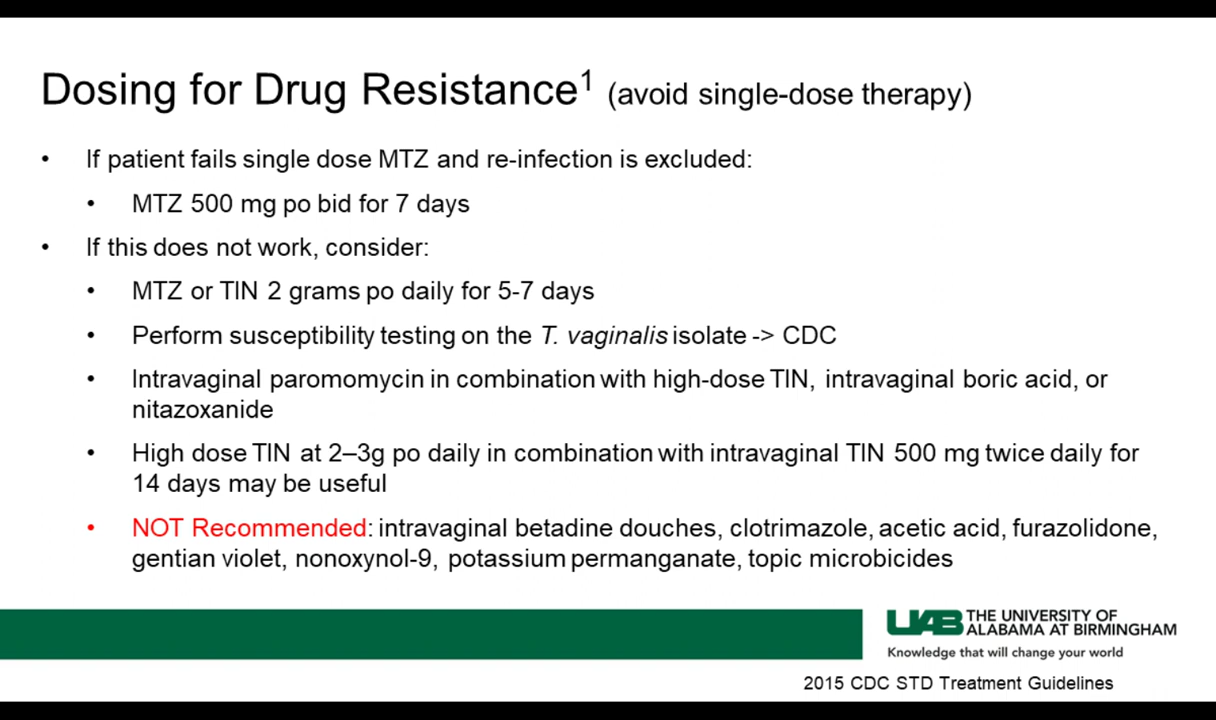 Dosing for Drug Resistance¹ (avoid single-dose therapy)
• If patient fails single dose MTZ and re-infection is excluded:
• MTZ 500 mg po bid for 7 days
• If this does not work, consider:
• MTZ or TIN 2 grams po daily for 5-7 days
• Perform susceptibility testing on the T. vaginalis isolate -> CDC
• Intravaginal paromomycin in combination with high-dose TIN, intravaginal boric acid, or
nitazoxanide
• High dose TIN at 2–3g po daily in combination with intravaginal TIN 500 mg twice daily for
14 days may be useful
• NOT Recommended: intravaginal betadine douches, clotrimazole, acetic acid, furazolidone,
gentian violet, nonoxynol-9, potassium permanganate, topic microbicides
UAB THE UNIVERSITY OF
ALABAMA AT BIRMINGHAM
Knowledge that will change your world
2015 CDC STD Treatment Guidelines